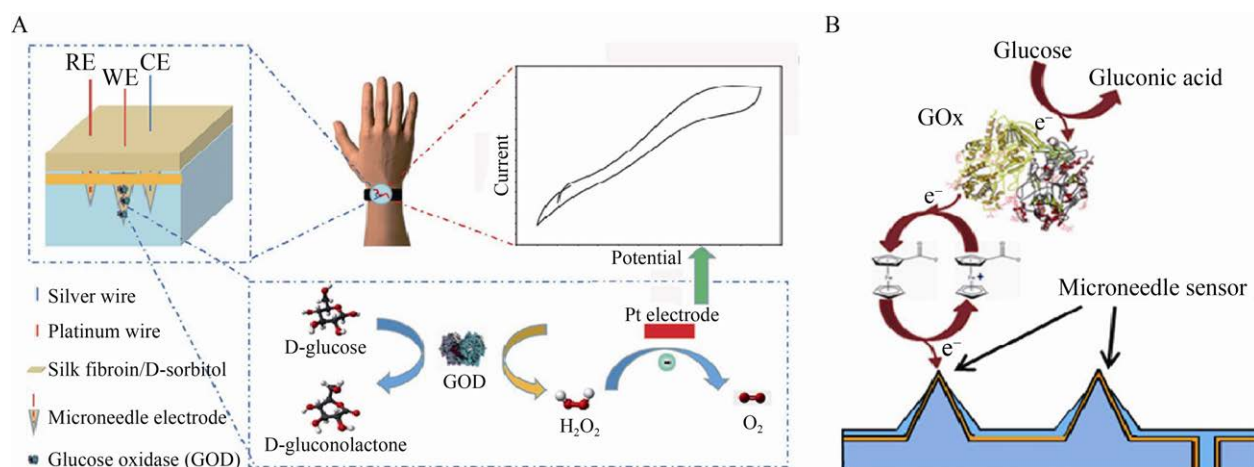 A
RE
WE
CE
Silver wire
Platinum wire
Silk fibroin/D-sorbitol
Microneedle electrode
Glucose oxidase (GOD)
Current
Potential
D-glucose
D-gluconolactone
GOD
H₂O₂
Pt electrode
O₂
B
Glucose
Gluconic acid
GOx
e⁻
e⁻
Microneedle sensor
e⁻